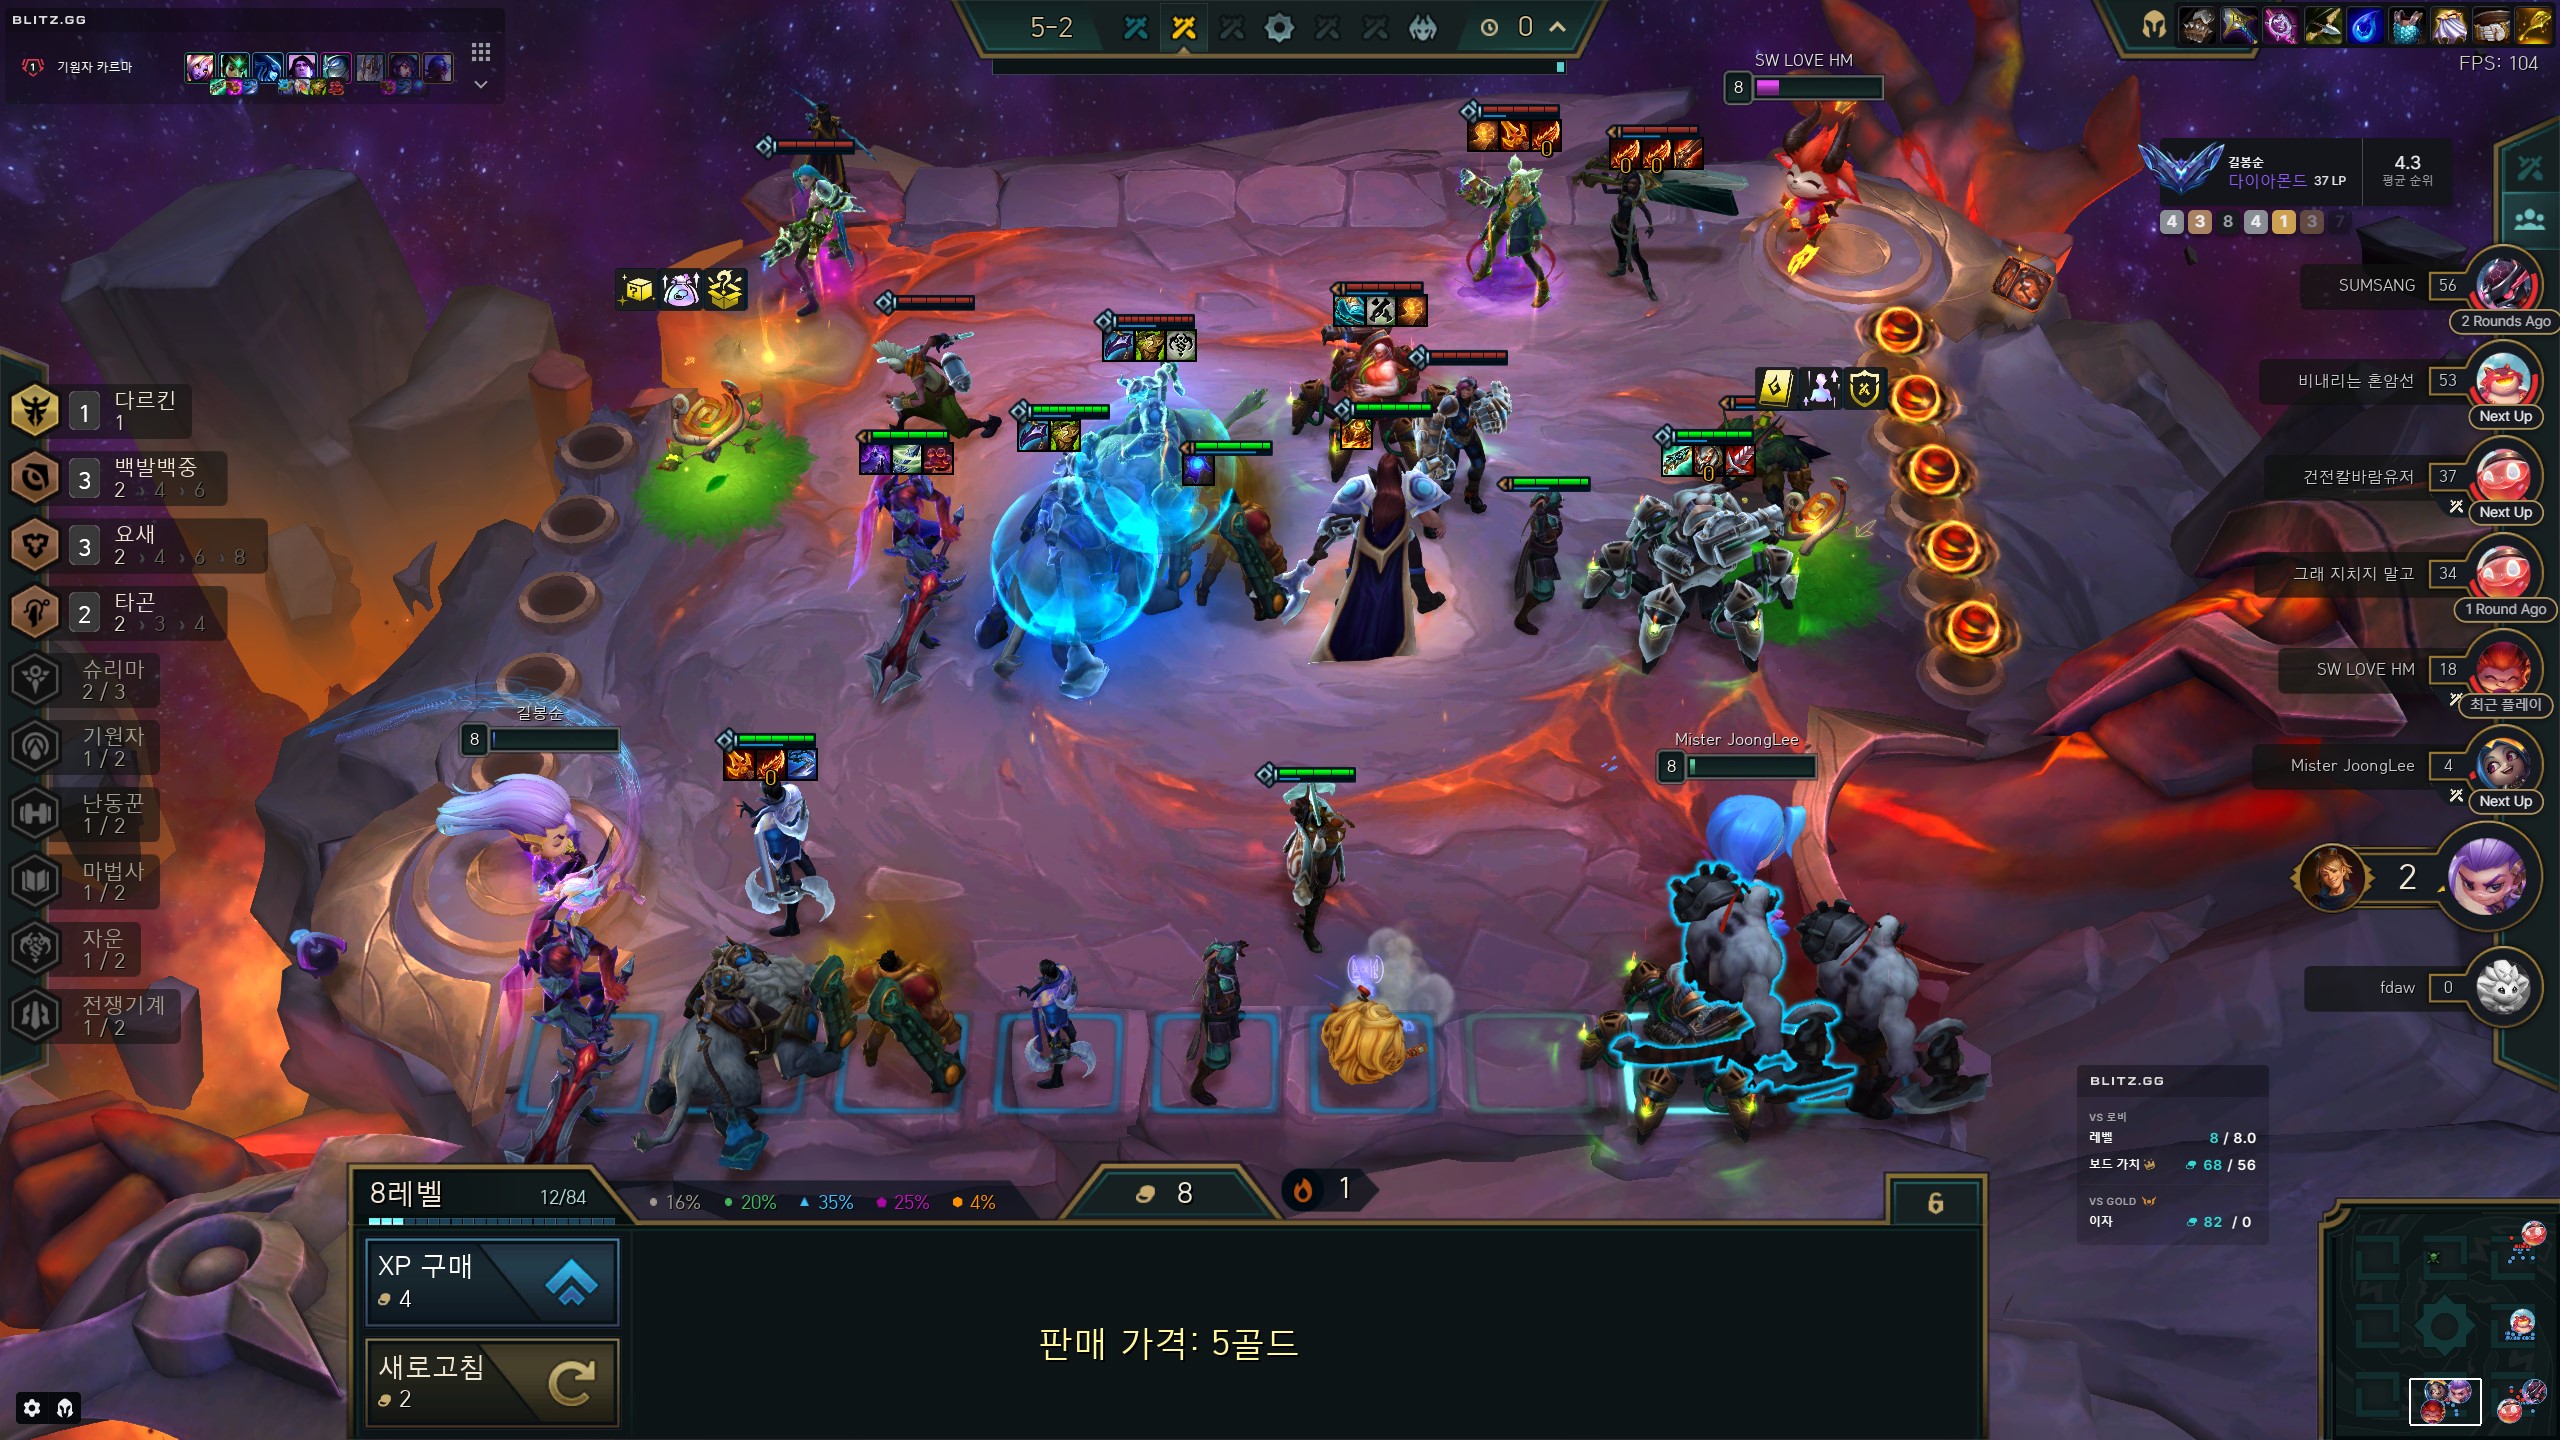 BLITZ.GG
1 기원자 카르마
5-2
0
FPS: 104
SW LOVE HM
8
길봉순
다이아몬드 37 LP
4.3
평균 순위
4 3 8 4 1 3 7
SUMSANG 56
2 Rounds Ago
비내리는 혼암선 53
Next Up
건전칼바람유저 37
Next Up
그래 지치지 말고 34
1 Round Ago
SW LOVE HM 18
최근 플레이
Mister JoongLee 4
Next Up
2
fdaw 0
1 다르킨
1
3 백발백중
2 › 4 › 6
3 요새
2 › 4 › 6 › 8
2 타곤
2 › 3 › 4
슈리마
2 / 3
기원자
1 / 2
난동꾼
1 / 2
마법사
1 / 2
자운
1 / 2
전쟁기계
1 / 2
0
0 0
0
0
길봉순
8
Mister JoongLee
8
BLITZ.GG
VS 로비
레벨 8 / 8.0
보드 가치 68 / 56
VS GOLD
이자 82 / 0
8레벨 12/84
16% 20% 35% 25% 4%
8
1
6
XP 구매
4
새로고침
2
판매 가격: 5골드